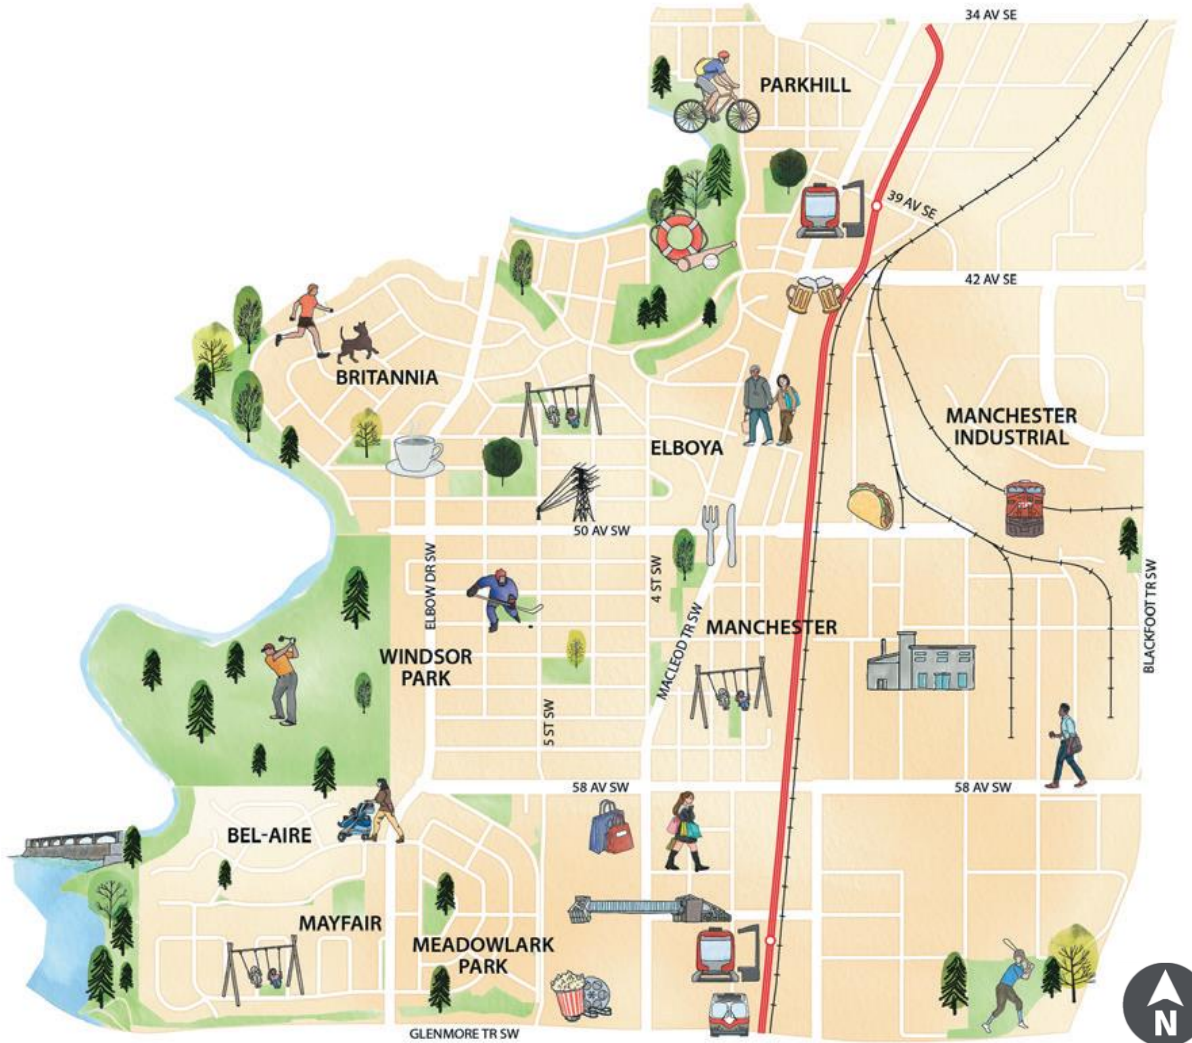 34 AV SE
PARKHILL
39 AV SE
42 AV SE
BRITANNIA
MANCHESTER
INDUSTRIAL
ELBOYA
50 AV SW
ELBOW DR SW
4 ST SW
BLACKFOOT TR SW
MACLEOD TR SW
MANCHESTER
WINDSOR
PARK
5 ST SW
58 AV SW
58 AV SW
BEL-AIRE
MAYFAIR
MEADOWLARK
PARK
GLENMORE TR SW
N